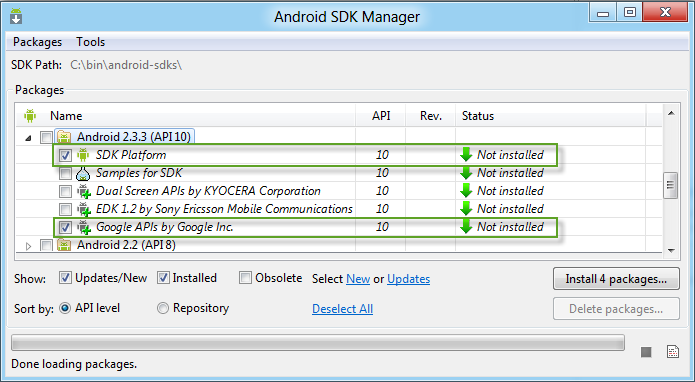 Android SDK Manager
Packages Tools
SDK Path: C:\bin\android-sdks\
Packages
Name API Rev. Status
Android 2.3.3 (API 10)
SDK Platform 10 Not installed
Samples for SDK 10 Not installed
Dual Screen APIs by KYOCERA Corporation 10 Not installed
EDK 1.2 by Sony Ericsson Mobile Communications 10 Not installed
Google APIs by Google Inc. 10 Not installed
Android 2.2 (API 8)
Show: Updates/New Installed Obsolete Select New or Updates Install 4 packages...
Sort by: API level Repository Deselect All Delete packages...
Done loading packages.